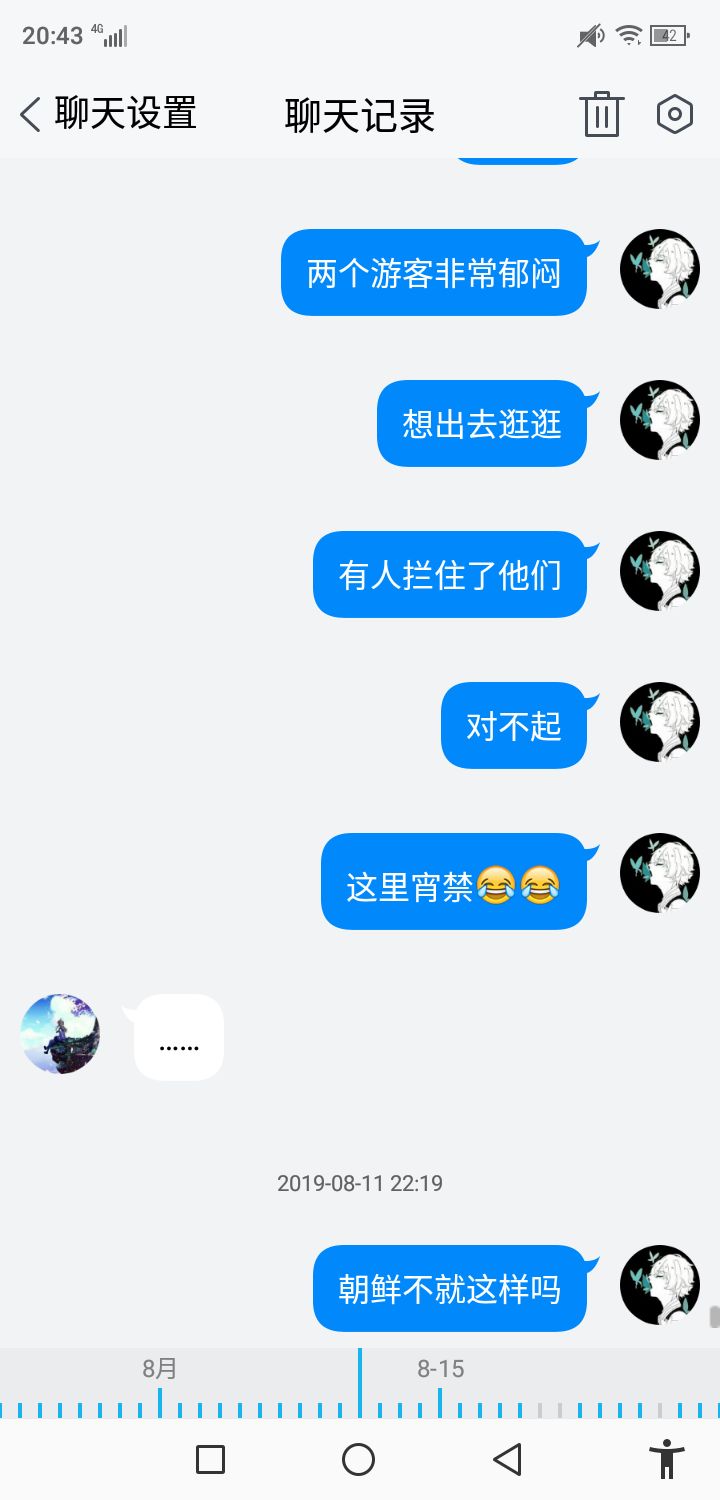 20:43 4G 42
聊天设置 聊天记录
两个游客非常郁闷
想出去逛逛
有人拦住了他们
对不起
这里宵禁😂😂
......
2019-08-11 22:19
朝鲜不就这样吗
8月 8-15